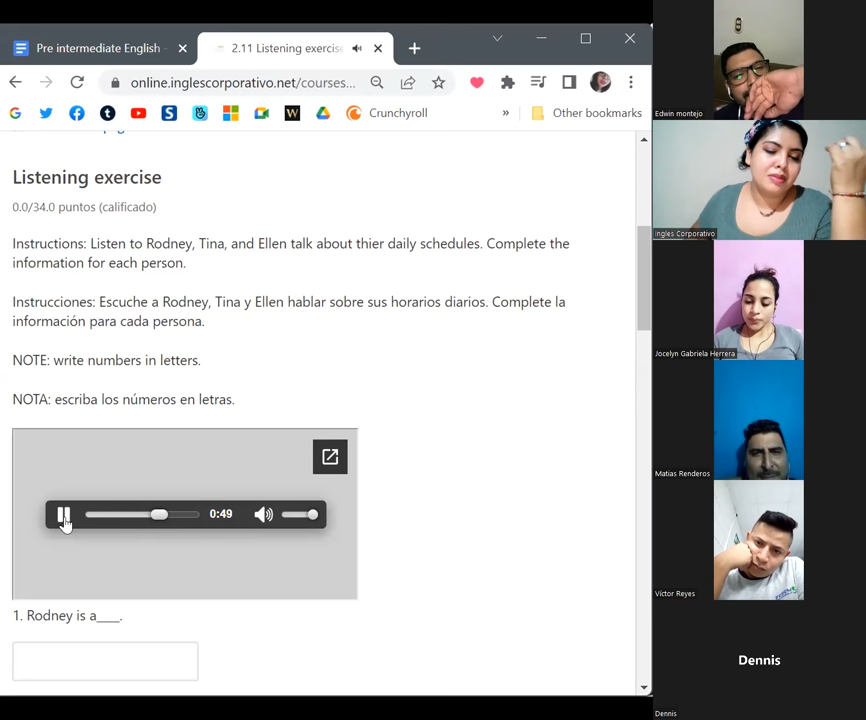 Pre intermediate English
2.11 Listening exercise
online.inglescorporativo.net/courses...
Crunchyroll
»
Other bookmarks
Listening exercise
0.0/34.0 puntos (calificado)
Instructions: Listen to Rodney, Tina, and Ellen talk about thier daily schedules. Complete the
information for each person.
Instrucciones: Escuche a Rodney, Tina y Ellen hablar sobre sus horarios diarios. Complete la
información para cada persona.
NOTE: write numbers in letters.
NOTA: escriba los números en letras.
0:49
1. Rodney is a____.
Edwin montejo
Ingles Corporativo
Jocelyn Gabriela Herrera
Matias Renderos
Víctor Reyes
Dennis
Dennis